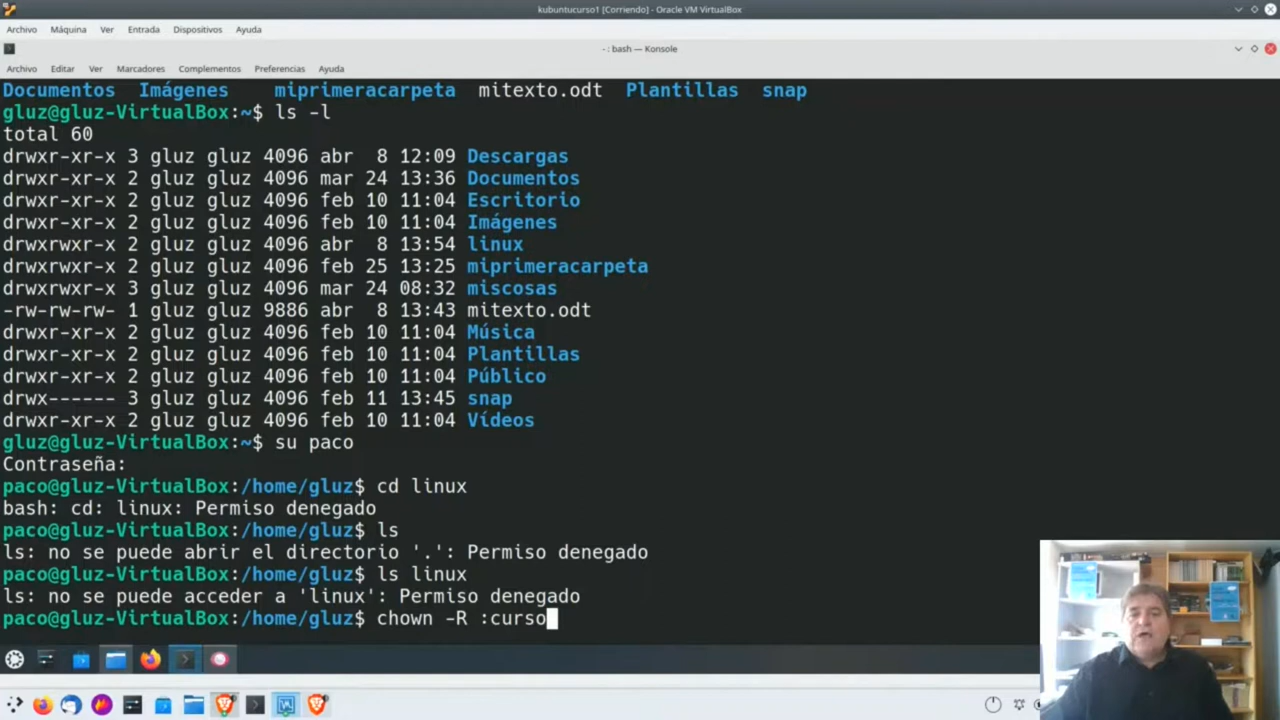 kubuntucurso1 [Corriendo] - Oracle VM VirtualBox
Archivo Máquina Ver Entrada Dispositivos Ayuda
- : bash — Konsole
Archivo Editar Ver Marcadores Complementos Preferencias Ayuda
Documentos Imágenes miprimeracarpeta mitexto.odt Plantillas snap
gluz@gluz-VirtualBox:~$ ls -l
total 60
drwxr-xr-x 3 gluz gluz 4096 abr 8 12:09 Descargas
drwxr-xr-x 2 gluz gluz 4096 mar 24 13:36 Documentos
drwxr-xr-x 2 gluz gluz 4096 feb 10 11:04 Escritorio
drwxr-xr-x 2 gluz gluz 4096 feb 10 11:04 Imágenes
drwxrwxr-x 2 gluz gluz 4096 abr 8 13:54 linux
drwxrwxr-x 2 gluz gluz 4096 feb 25 13:25 miprimeracarpeta
drwxrwxr-x 3 gluz gluz 4096 mar 24 08:32 miscosas
-rw-rw-rw- 1 gluz gluz 9886 abr 8 13:43 mitexto.odt
drwxr-xr-x 2 gluz gluz 4096 feb 10 11:04 Música
drwxr-xr-x 2 gluz gluz 4096 feb 10 11:04 Plantillas
drwxr-xr-x 2 gluz gluz 4096 feb 10 11:04 Público
drwx------ 3 gluz gluz 4096 feb 11 13:45 snap
drwxr-xr-x 2 gluz gluz 4096 feb 10 11:04 Vídeos
gluz@gluz-VirtualBox:~$ su paco
Contraseña:
paco@gluz-VirtualBox:/home/gluz$ cd linux
bash: cd: linux: Permiso denegado
paco@gluz-VirtualBox:/home/gluz$ ls
ls: no se puede abrir el directorio '.': Permiso denegado
paco@gluz-VirtualBox:/home/gluz$ ls linux
ls: no se puede acceder a 'linux': Permiso denegado
paco@gluz-VirtualBox:/home/gluz$ chown -R :curso